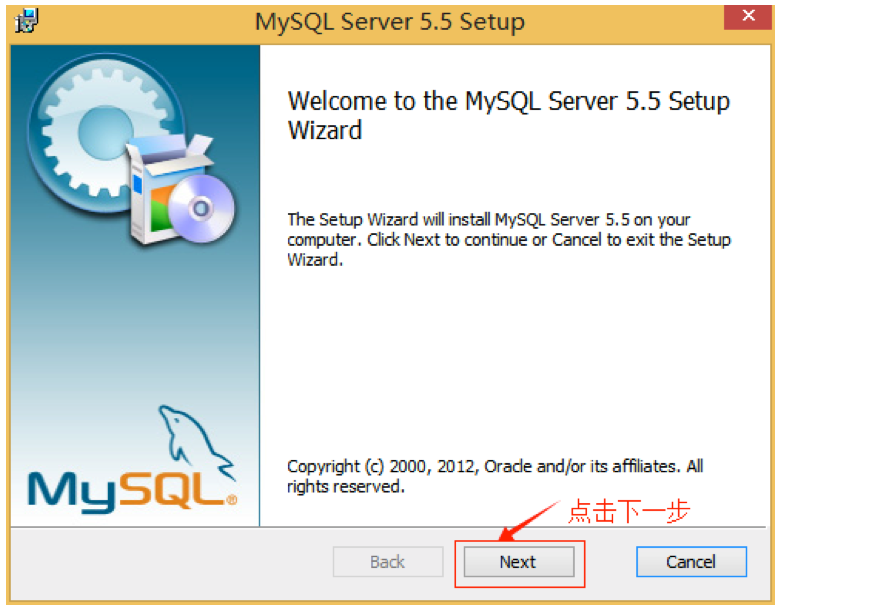 MySQL Server 5.5 Setup
Welcome to the MySQL Server 5.5 Setup
Wizard
The Setup Wizard will install MySQL Server 5.5 on your
computer. Click Next to continue or Cancel to exit the Setup
Wizard.
MySQL®
Copyright (c) 2000, 2012, Oracle and/or its affiliates. All
rights reserved.
点击下一步
Back
Next
Cancel